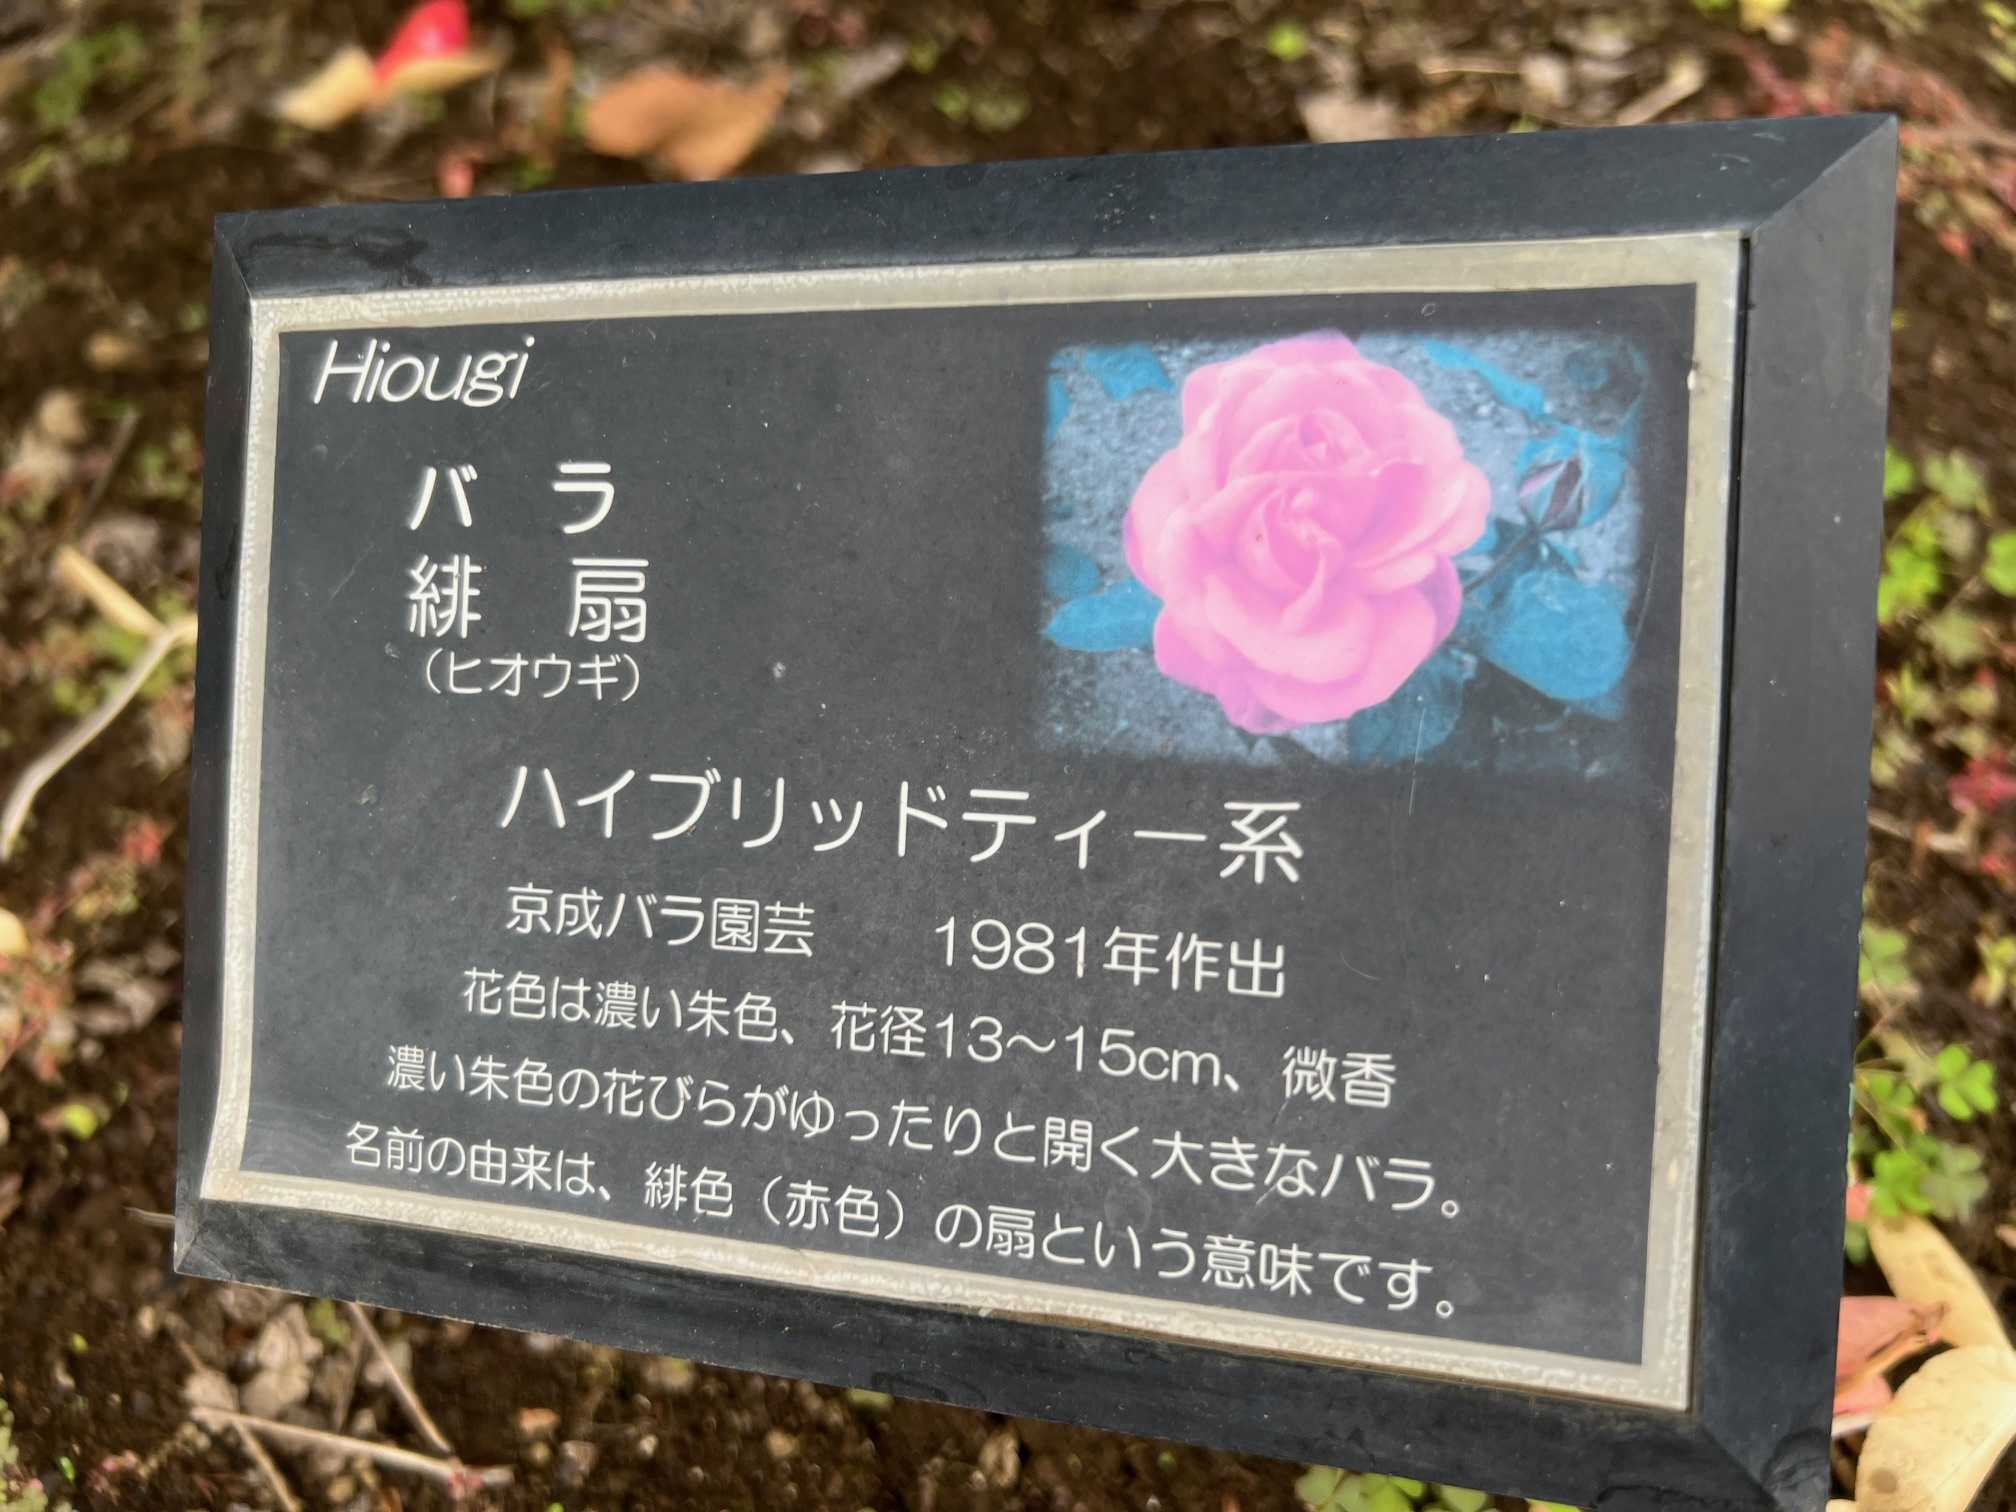 Hiougi
バラ
緋扇
（ヒオウギ）
ハイブリッドティー系
京成バラ園芸　1981年作出
花色は濃い朱色、花径13〜15cm、微香
濃い朱色の花びらがゆったりと開く大きなバラ。
名前の由来は、緋色（赤色）の扇という意味です。